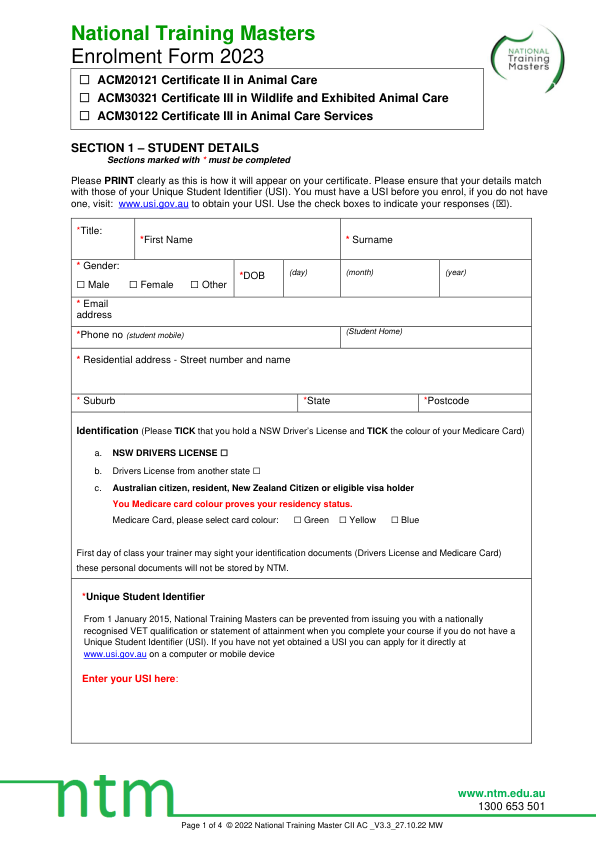 National Training Masters
Enrolment Form 2023
NATIONAL
Training
Masters
☐ ACM20121 Certificate II in Animal Care
☐ ACM30321 Certificate III in Wildlife and Exhibited Animal Care
☐ ACM30122 Certificate III in Animal Care Services
SECTION 1 – STUDENT DETAILS
Sections marked with * must be completed
Please PRINT clearly as this is how it will appear on your certificate. Please ensure that your details match
with those of your Unique Student Identifier (USI). You must have a USI before you enrol, if you do not have
one, visit: www.usi.gov.au to obtain your USI. Use the check boxes to indicate your responses (☒).
*Title:
*First Name
* Surname
* Gender:
☐ Male ☐ Female ☐ Other
*DOB
(day)
(month)
(year)
* Email
address
*Phone no (student mobile)
(Student Home)
* Residential address - Street number and name
* Suburb
*State
*Postcode
Identification (Please TICK that you hold a NSW Driver's License and TICK the colour of your Medicare Card)
a. NSW DRIVERS LICENSE ☐
b. Drivers License from another state ☐
c. Australian citizen, resident, New Zealand Citizen or eligible visa holder
You Medicare card colour proves your residency status.
Medicare Card, please select card colour: ☐ Green ☐ Yellow ☐ Blue
First day of class your trainer may sight your identification documents (Drivers License and Medicare Card)
these personal documents will not be stored by NTM.
*Unique Student Identifier
From 1 January 2015, National Training Masters can be prevented from issuing you with a nationally
recognised VET qualification or statement of attainment when you complete your course if you do not have a
Unique Student Identifier (USI). If you have not yet obtained a USI you can apply for it directly at
www.usi.gov.au on a computer or mobile device
Enter your USI here:
ntm
www.ntm.edu.au
1300 653 501
Page 1 of 4 © 2022 National Training Master CII AC _V3.3_27.10.22 MW